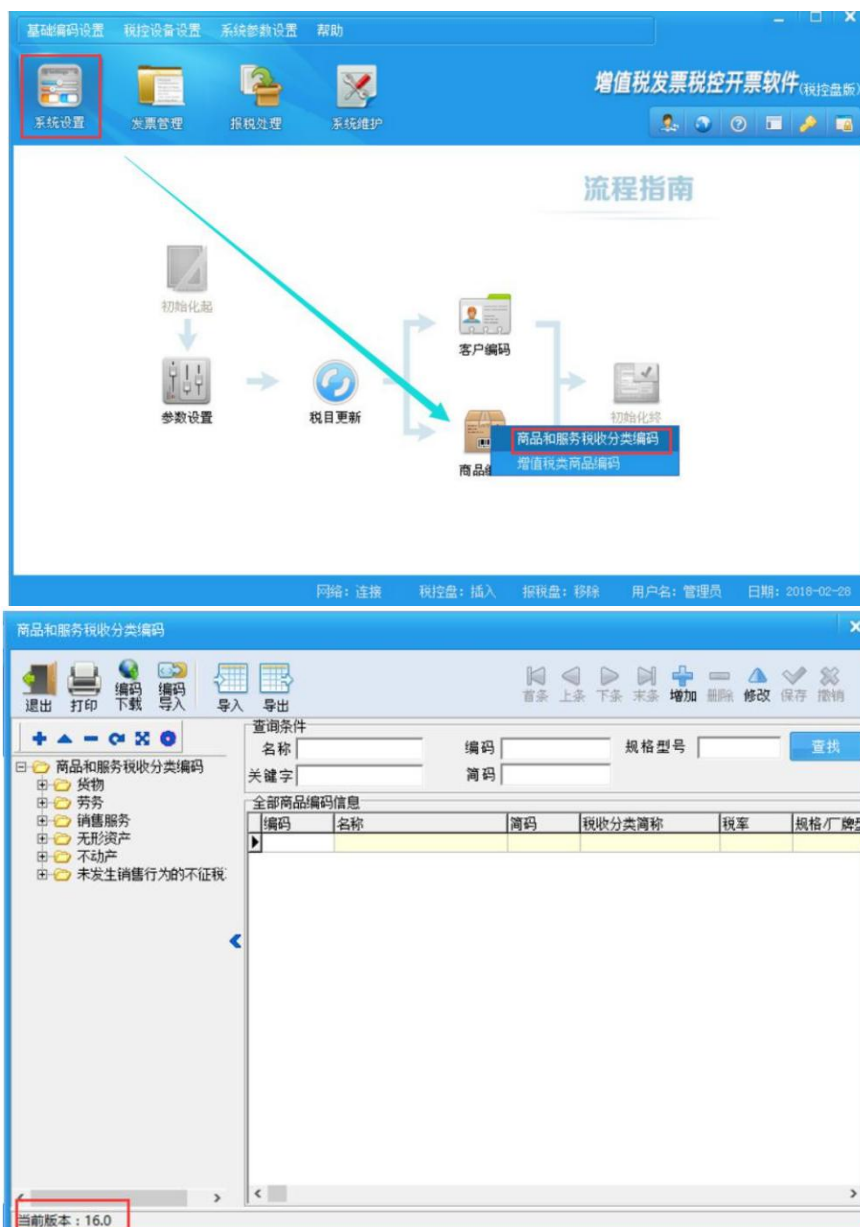 基础编码设置 税控设备设置 系统参数设置 帮助
系统设置 发票管理 报税处理 系统维护
增值税发票税控开票软件(税控盘版)
流程指南
初始化起
客户编码
参数设置 税目更新 初始化终
商品和服务税收分类编码
商品编
增值税类商品编码
网络: 连接 税控盘: 插入 报税盘: 移除 用户名: 管理员 日期: 2018-02-28
商品和服务税收分类编码
退出 打印 编码下载 编码导入 导入 导出 首条 上条 下条 末条 增加 删除 修改 保存 撤销
查询条件
名称 编码 规格型号 查找
关键字 简码
商品和服务税收分类编码
货物
劳务
销售服务
无形资产
不动产
未发生销售行为的不征税
全部商品编码信息
编码 名称 简码 税收分类简称 税率 规格/厂牌型
当前版本：16.0